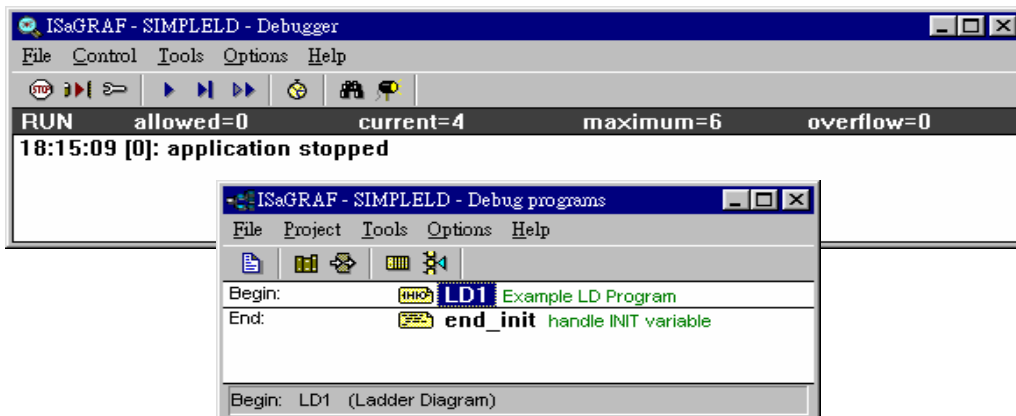 ISaGRAF - SIMPLELD - Debugger
File Control Tools Options Help
STOP
RUN allowed=0 current=4 maximum=6 overflow=0
18:15:09 [0]: application stopped
ISaGRAF - SIMPLELD - Debug programs
File Project Tools Options Help
Begin: LD1 Example LD Program
End: end_init handle INIT variable
Begin: LD1 (Ladder Diagram)